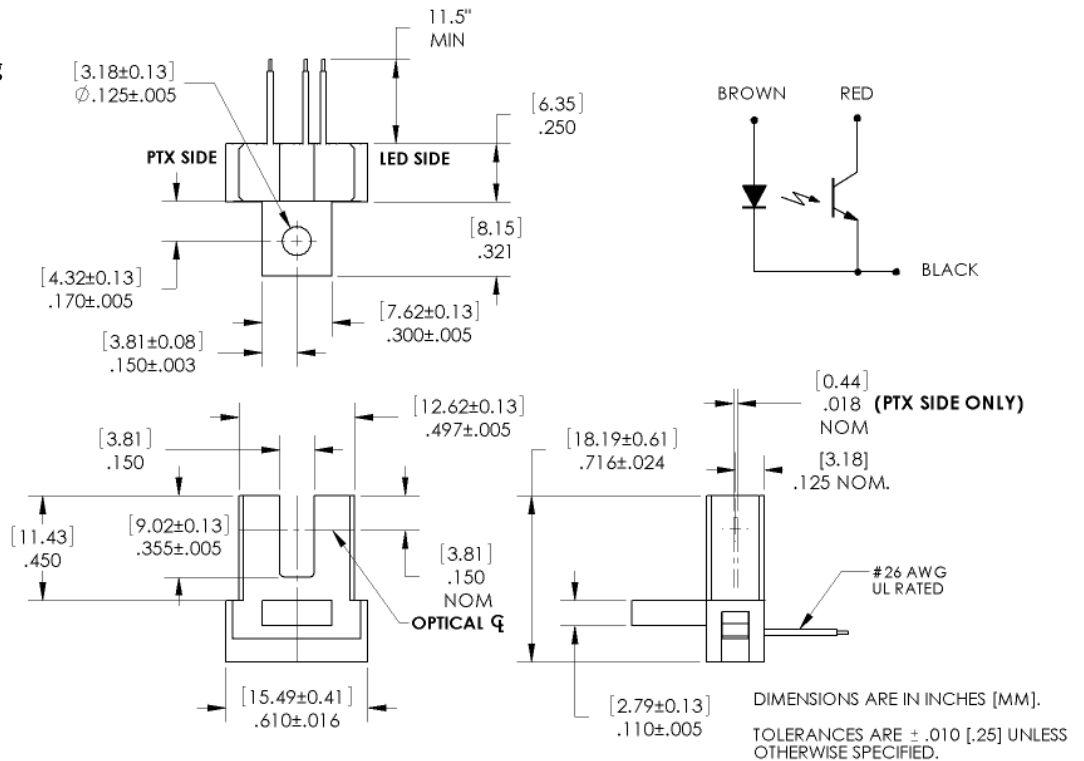 11.5"
MIN
[3.18±0.13]
∅.125±.005
[6.35]
.250
BROWN RED
PTX SIDE LED SIDE
[8.15]
.321
[4.32±0.13]
.170±.005
BLACK
[7.62±0.13]
.300±.005
[3.81±0.08]
.150±.003
[0.44]
.018 (PTX SIDE ONLY)
NOM
[12.62±0.13]
.497±.005
[3.81]
.150
[18.19±0.61]
.716±.024
[3.18]
.125 NOM.
[11.43]
.450
[9.02±0.13]
.355±.005
[3.81]
.150
NOM
OPTICAL ℄
#26 AWG
UL RATED
[15.49±0.41]
.610±.016
[2.79±0.13]
.110±.005
DIMENSIONS ARE IN INCHES [MM].
TOLERANCES ARE ± .010 [.25] UNLESS
OTHERWISE SPECIFIED.